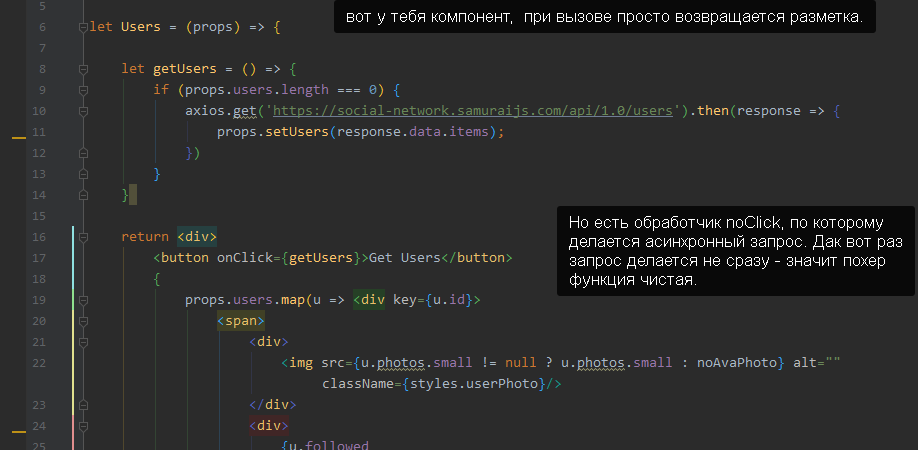 5
вот у тебя компонент, при вызове просто возвращается разметка.
6 let Users = (props) => {
7
8 let getUsers = () => {
9 if (props.users.length === 0) {
10 axios.get('https://social-network.samuraijs.com/api/1.0/users').then(response => {
11 props.setUsers(response.data.items);
12 })
13 }
14 }
15
Но есть обработчик noClick, по которому
делается асинхронный запрос. Дак вот раз
запрос делается не сразу - значит похер
функция чистая.
16 return <div>
17 <button onClick={getUsers}>Get Users</button>
18 {
19 props.users.map(u => <div key={u.id}>
20 <span>
21 <div>
22 <img src={u.photos.small != null ? u.photos.small : noAvaPhoto} alt=""
className={styles.userPhoto}/>
23 </div>
24 <div>
25 {u.followed